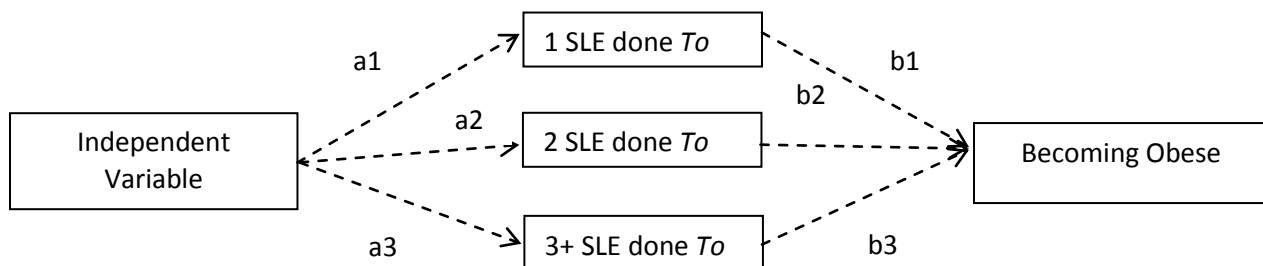 1 SLE done To
a1
b1
b2
a2
Independent
Variable
2 SLE done To
Becoming Obese
a3
3+ SLE done To
b3